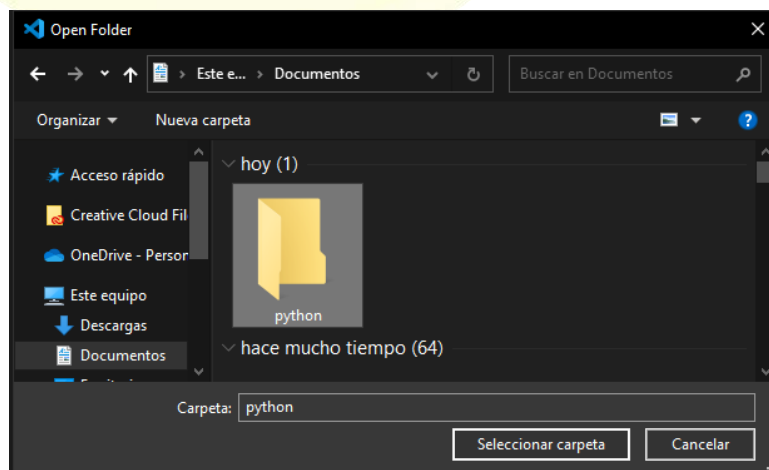 Open Folder
Este e... > Documentos
Buscar en Documentos
Organizar
Nueva carpeta
Acceso rápido
Creative Cloud Fil
OneDrive - Person
Este equipo
Descargas
Documentos
hoy (1)
python
hace mucho tiempo (64)
Carpeta: python
Seleccionar carpeta
Cancelar